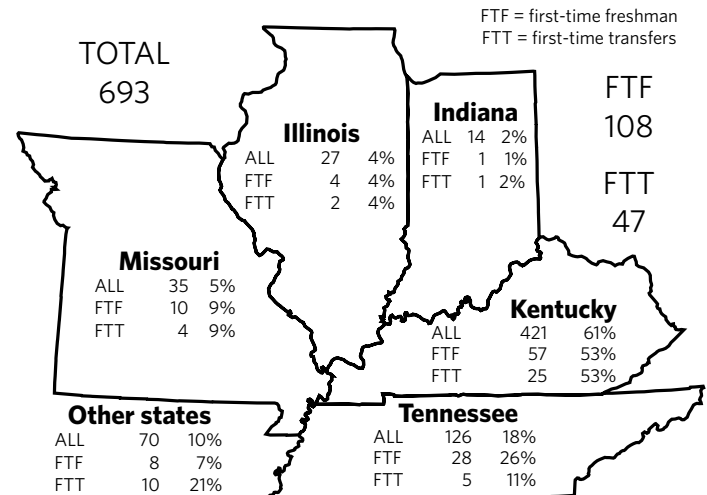 FTF = first-time freshman
FTT = first-time transfers
TOTAL
693
FTF
108
FTT
47
Illinois
ALL 27 4%
FTF 4 4%
FTT 2 4%
Indiana
ALL 14 2%
FTF 1 1%
FTT 1 2%
Missouri
ALL 35 5%
FTF 10 9%
FTT 4 9%
Kentucky
ALL 421 61%
FTF 57 53%
FTT 25 53%
Other states
ALL 70 10%
FTF 8 7%
FTT 10 21%
Tennessee
ALL 126 18%
FTF 28 26%
FTT 5 11%